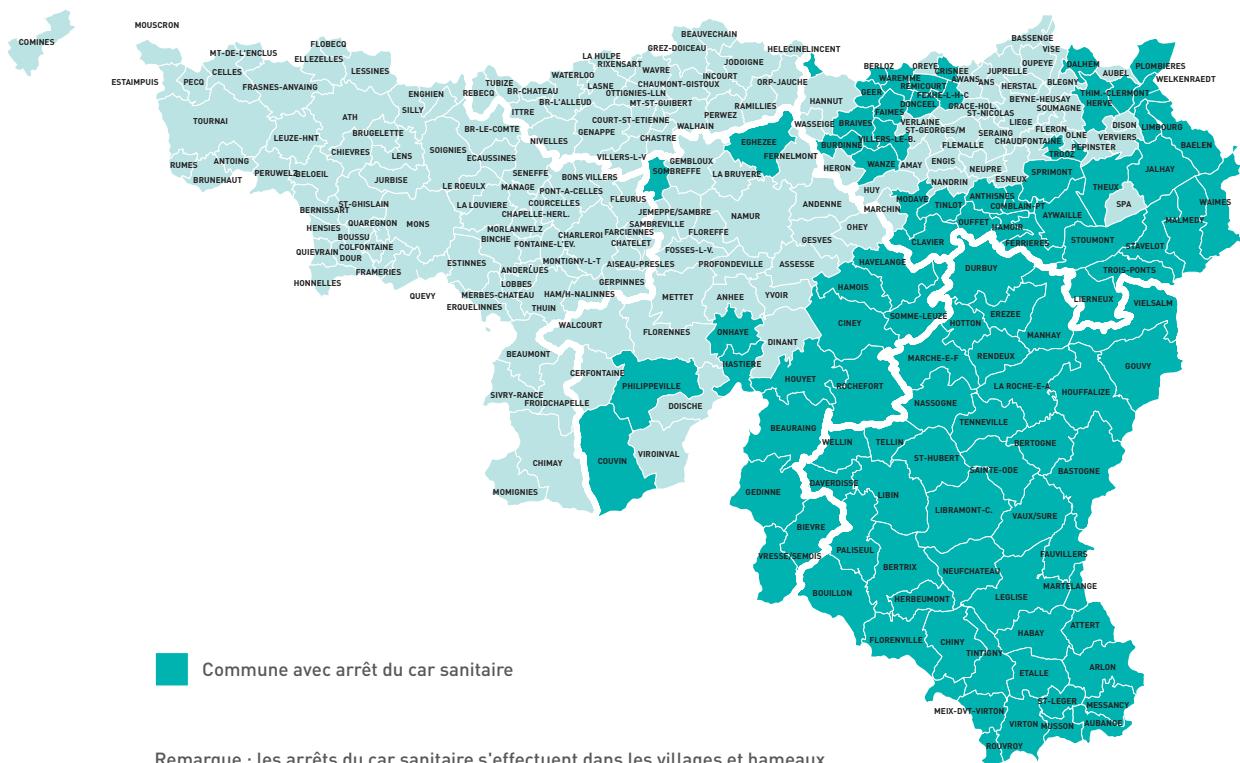 COMINES
MOUSCRON
ESTAIMPUIS
PECQ
CELLES
MT-DE-L'ENCLUS
FLOBECQ
ELLEZELLES
FRASNES-ANVAING
LESSINES
TOURNAI
ATH
LEUZE-HNT
RUMES
ANTOING
BRUNEHAUT
PERUWELZ
BELOEIL
CHIEVRES
BRUGELETTE
ENGHIEN
SILLY
LENS
JURBISE
SOIGNIES
BR-LE-COMTE
ECAUSSINES
LE ROEULX
ST-GHISLAIN
BERNISSART
HENSIES
QUAREGNON
BOUSSU
COLFONTAINE
QUIEVRAIN
DOUR
FRAMERIES
HONNELLES
MONS
QUEVY
ESTINNES
LA LOUVIERE
MANAGE
SENEFFE
BINCHE
MORLANWELZ
CHAPELLE-HERL.
COURCELLES
PONT-A-CELLES
BONS VILLERS
FLEURUS
FONTAINE-L'EV.
CHARLEROI
FARCIENNES
CHATELET
MONTIGNY-L-T
AISEAU-PRESLES
ANDERLUES
LOBBES
MERBES-CHATEAU
ERQUELINNES
THUIN
HAM/H-NALINNES
GERPINNES
BEAUMONT
SIVRY-RANCE
FROIDCHAPELLE
CHIMAY
MOMIGNIES
REBECQ
TUBIZE
BR-CHATEAU
BR-L'ALLEUD
ITTRE
NIVELLES
WATERLOO
LA HULPE
RIXENSART
LASNE
OTTIGNIES-LLN
WAVRE
GREZ-DOICEAU
BEAUVECHAIN
CHAUMONT-GISTOUX
INCOURT
JODOIGNE
HELECINE
ORP-JAUCHE
MT-ST-GUIBERT
COURT-ST-ETIENNE
GENAPPE
CHASTRE
WALHAIN
PERWEZ
RAMILLIES
VILLERS-L-V
LINCENT
HANNUT
WASSEIGE
BERLOZ
WAREMME
OREYE
CRISNEE
REMICOURT
AWANS
FEXHE-L-H-C
GEER
DONCEEL
FAIMES
BRAIVES
BURDINNE
VILLERS-LE-B.
VERLAINE
ST-GEORGES/M
WANZE
AMAY
HERON
HUY
MARCHIN
MODAVE
ENGIS
FLEMALLE
NEUPRE
NANDRIN
ANS
JUPRELLE
BASSENGE
OUPEYE
VISE
HERSTAL
GRACE-HOL.
ST-NICOLAS
LIEGE
SERAING
BEYNE-HEUSAY
SOUMAGNE
FLERON
CHAUDFONTAINE
BLEGNY
DALHEM
AUBEL
PLOMBIERES
WELKENRAEDT
THIM.-CLERMONT
HERVE
LIMBOURG
DISON
VERVIERS
OLNE
PEPINSTER
TROOZ
BAELEN
JALHAY
THEUX
SPA
SPRIMONT
ESNEUX
ANTHISNES
COMBLAIN-PT
TINLOT
OUFFET
HAMOIR
CLAVIER
FERRIERES
AYWAILLE
STOUMONT
STAVELOT
MALMEDY
WAIMES
TROIS-PONTS
LIERNEUX
SOMBREFFE
GEMBLOUX
EGHEZEE
FERNELMONT
LA BRUYERE
JEMEPPE/SAMBRE
SAMBREVILLE
FLOREFFE
NAMUR
ANDENNE
OHEY
GESVES
FOSSES-L-V.
PROFONDEVILLE
ASSESSE
METTET
ANHEE
YVOIR
HAVELANGE
HAMOIS
CINEY
SOMME-LEUZE
WALCOURT
FLORENNES
ONHAYE
DINANT
HASTIERE
CERFONTAINE
PHILIPPEVILLE
DOISCHE
COUVIN
VIROINVAL
HOUYET
ROCHEFORT
BEAURAING
GEDINNE
BIEVRE
VRESSE/SEMOIS
DURBUY
HOTTON
EREZEE
MANHAY
VIELSALM
GOUVY
MARCHE-E-F
RENDEUX
LA ROCHE-E-A
HOUFFALIZE
NASSOGNE
TENNEVILLE
BERTOGNE
BASTOGNE
WELLIN
TELLIN
ST-HUBERT
SAINTE-ODE
DAVERDISSE
LIBIN
LIBRAMONT-C.
VAUX/SURE
PALISEUL
BERTRIX
NEUFCHATEAU
FAUVILLERS
MARTELANGE
BOUILLON
HERBEUMONT
LEGLISE
FLORENVILLE
CHINY
TINTIGNY
HABAY
ATTERT
ETALLE
ARLON
MEIX-DVT-VIRTON
VIRTON
ST-LEGER
MESSANCY
MUSSON
AUBANGE
ROUVROY
Commune avec arrêt du car sanitaire
Remarque : les arrêts du car sanitaire s'effectuent dans les villages et hameaux